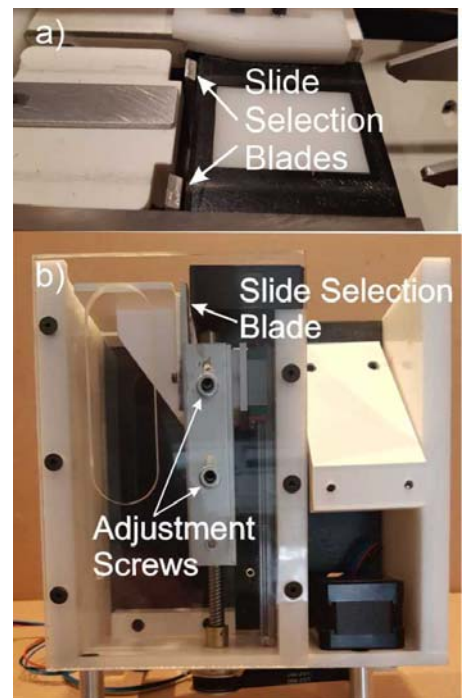 a)
Slide
Selection
Blades
b)
Slide Selection
Blade
Adjustment
Screws